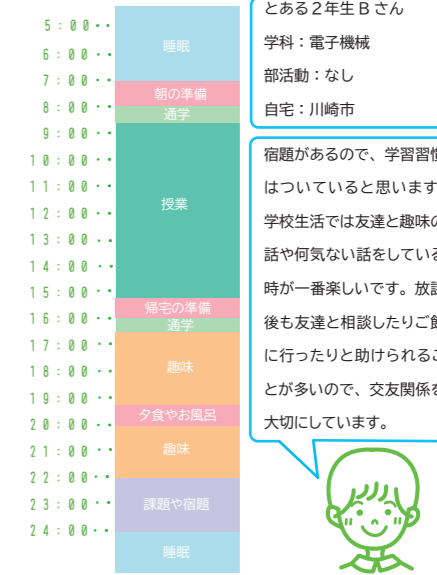 5:00・・
6:00・・
7:00・・
8:00・・
9:00・・
10:00・・
11:00・・
12:00・・
13:00・・
14:00・・
15:00・・
16:00・・
17:00・・
18:00・・
19:00・・
20:00・・
21:00・・
22:00・・
23:00・・
24:00・・
睡眠
朝の準備
通学
授業
帰宅の準備
通学
趣味
夕食やお風呂
趣味
課題や宿題
睡眠
とある2年生Bさん
学科：電子機械
部活動：なし
自宅：川崎市
宿題があるので、学習習慣
はついていると思います
学校生活では友達と趣味の
話や何気ない話をしている
時が一番楽しいです。放課
後も友達と相談したりご飯
に行ったりと助けられるこ
とが多いので、交友関係を
大切にしています。